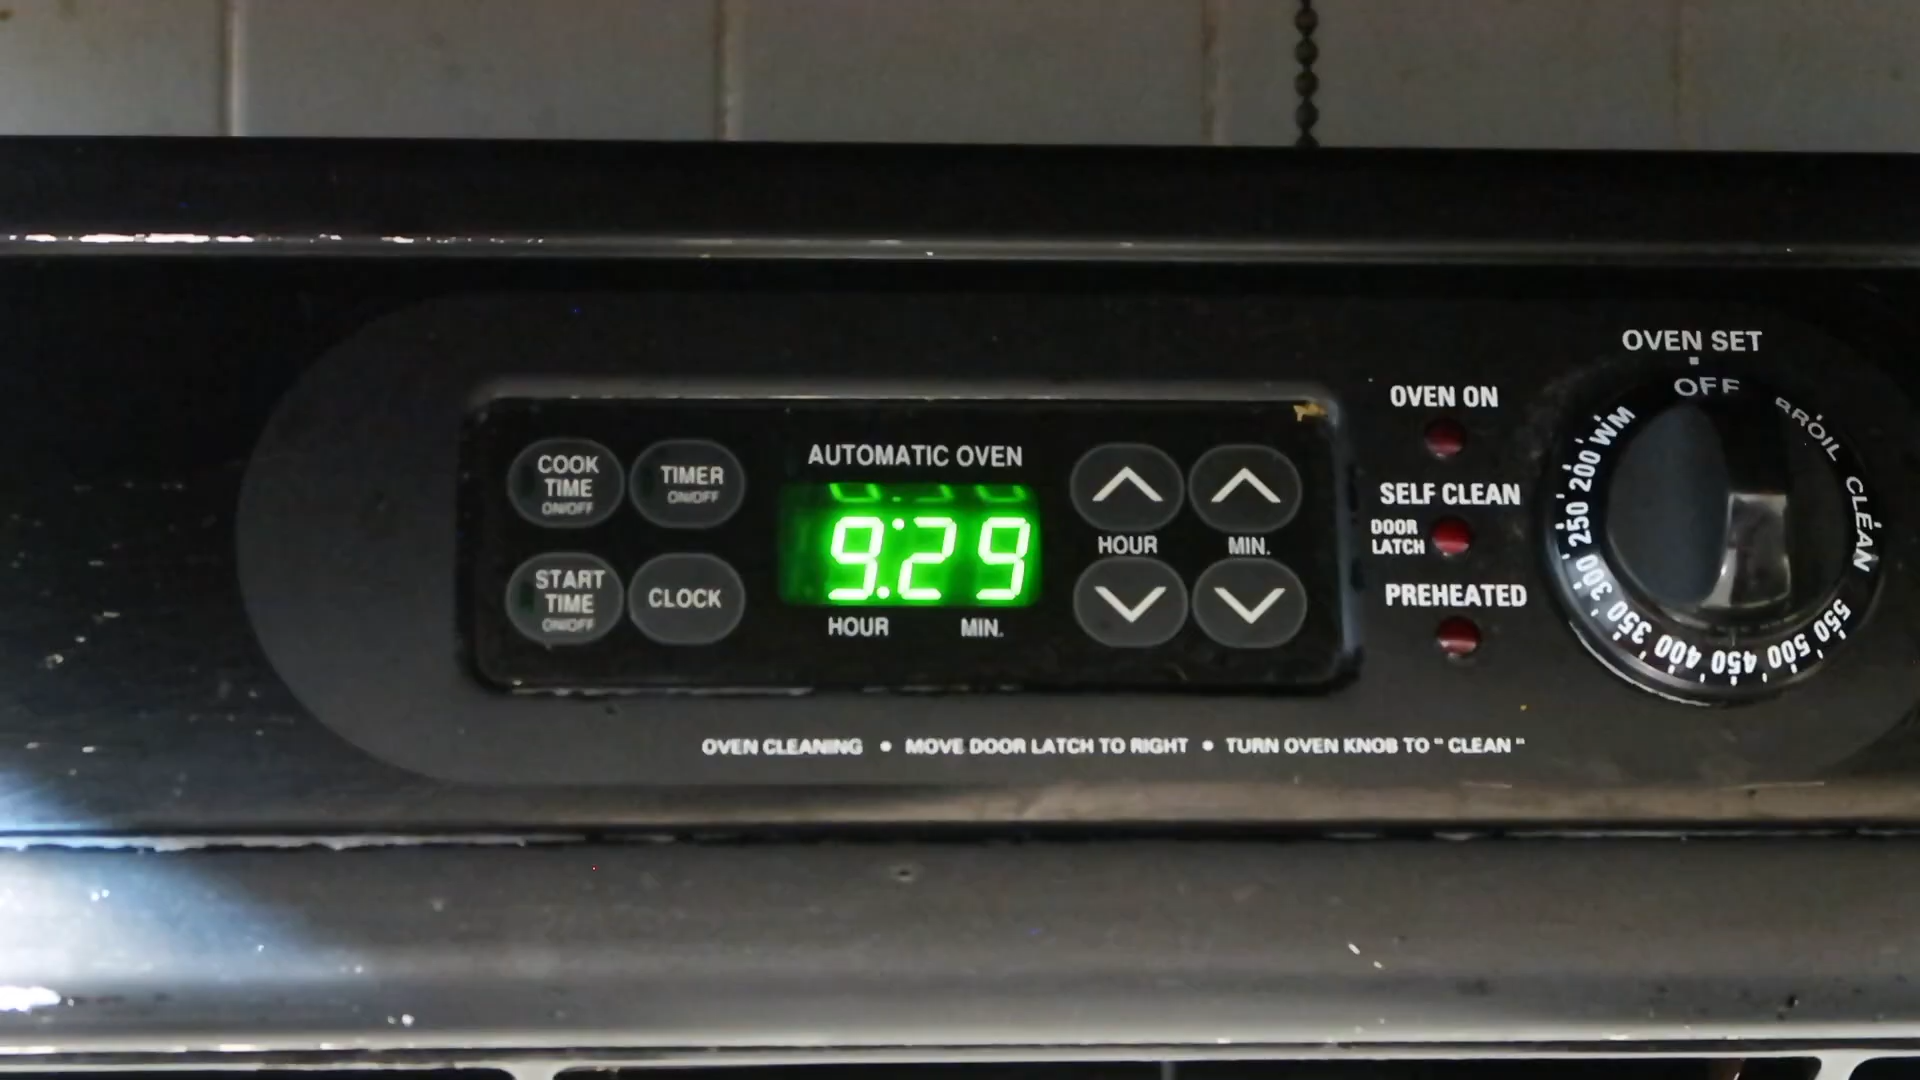 OVEN SET
OFF
BROIL
CLEAN
WM
200
250
300
350
400
450
500
550
OVEN ON
SELF CLEAN
DOOR
LATCH
PREHEATED
COOK
TIME
ON/OFF
TIMER
ON/OFF
START
TIME
ON/OFF
CLOCK
AUTOMATIC OVEN
9:29
HOUR MIN.
HOUR MIN.
OVEN CLEANING • MOVE DOOR LATCH TO RIGHT • TURN OVEN KNOB TO "CLEAN"